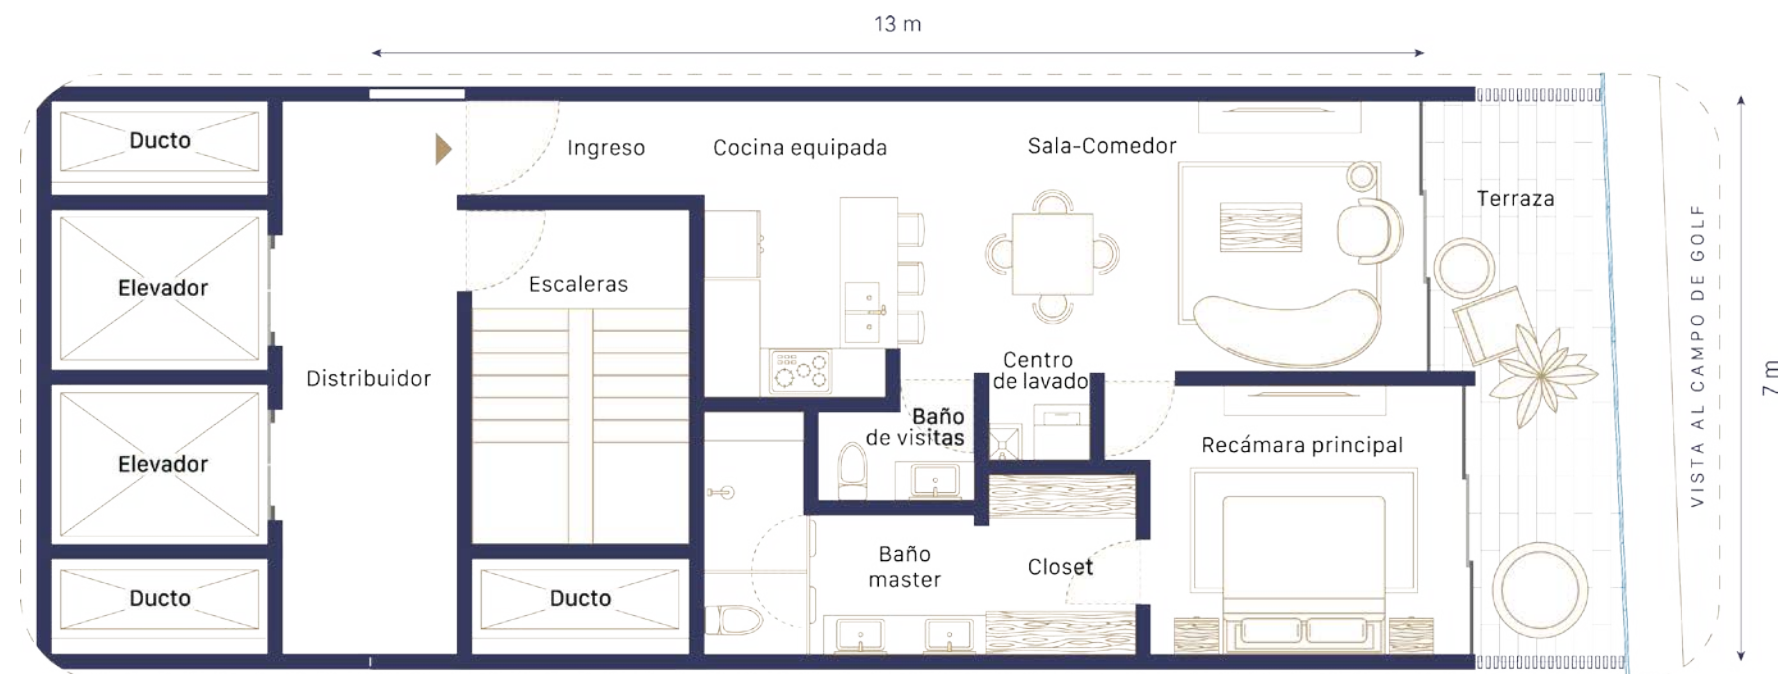 13 m
Ducto
Ingreso
Cocina equipada
Sala-Comedor
Terraza
Elevador
Escaleras
VISTA AL CAMPO DE GOLF
Distribuidor
Centro
de lavado
7 m
Baño
de visitas
Recámara principal
Elevador
Baño
master
Closet
Ducto
Ducto